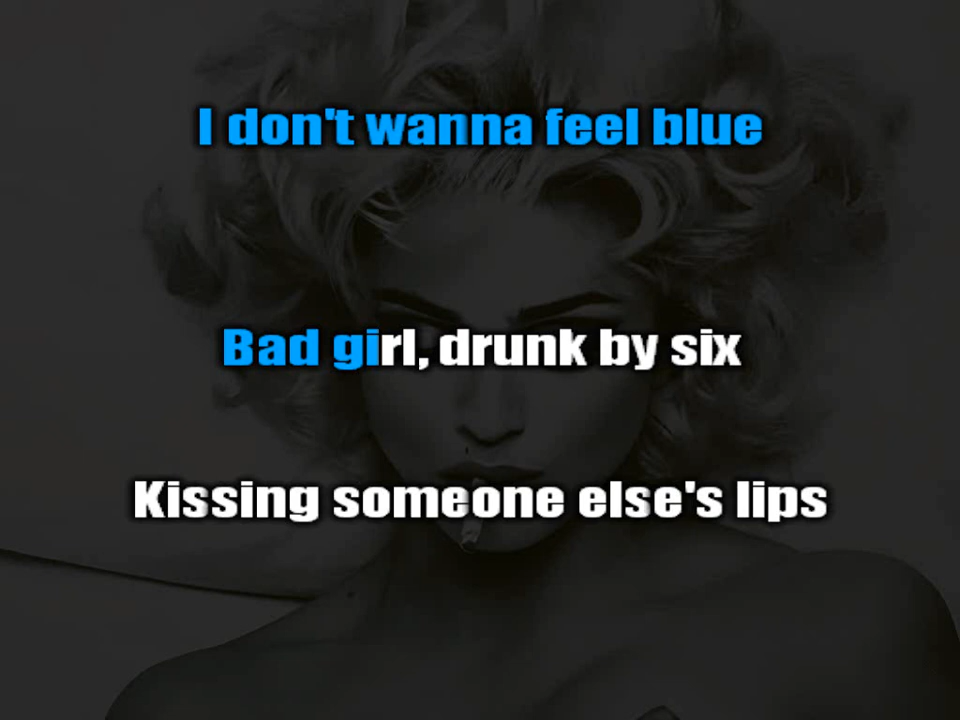 I don't wanna feel blue
Bad girl, drunk by six
Kissing someone else's lips